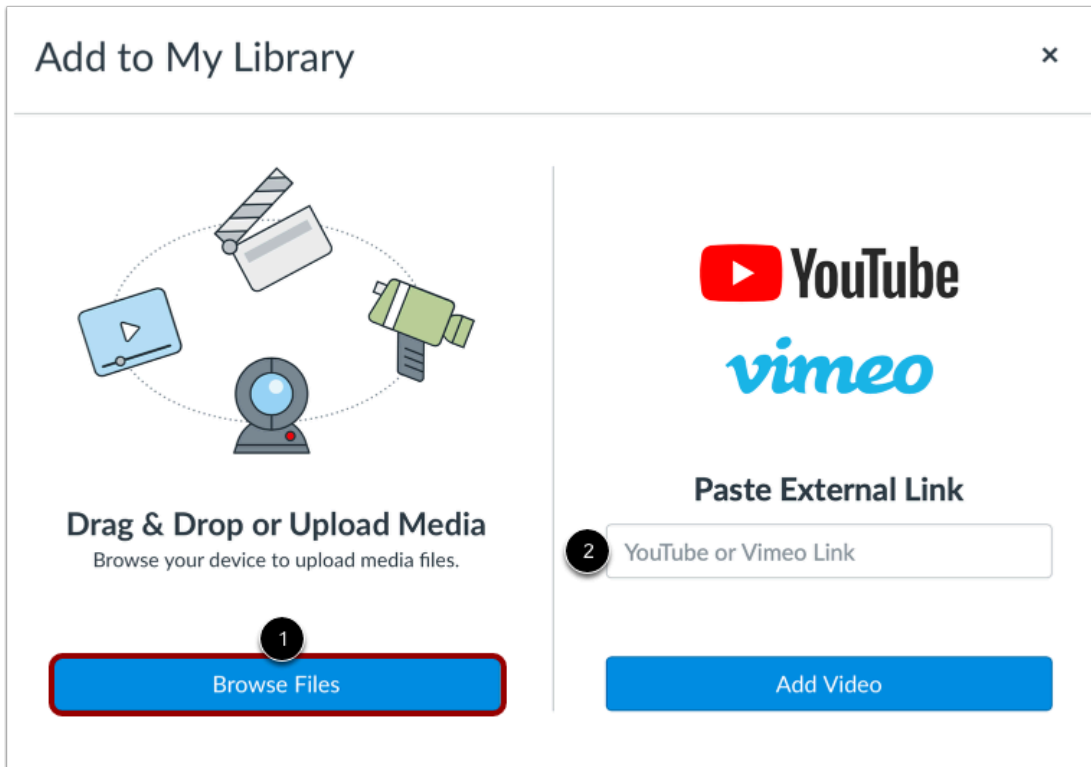 Add to My Library
×
Drag & Drop or Upload Media
Browse your device to upload media files.
1
Browse Files
YouTube
vimeo
Paste External Link
2
YouTube or Vimeo Link
Add Video